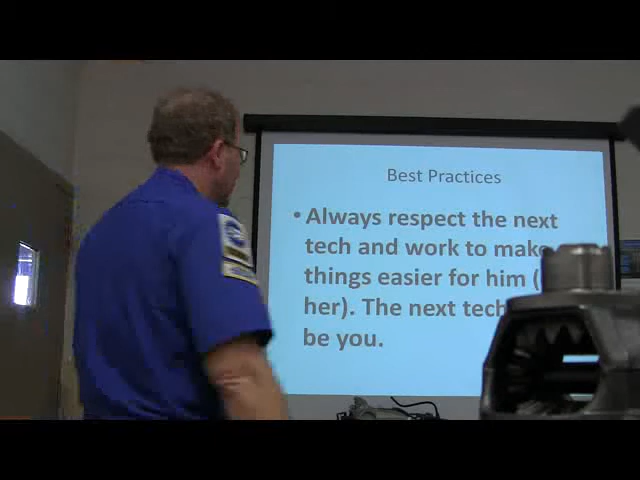 Best Practices
• Always respect the next
tech and work to make
things easier for him (
her). The next tech
be you.